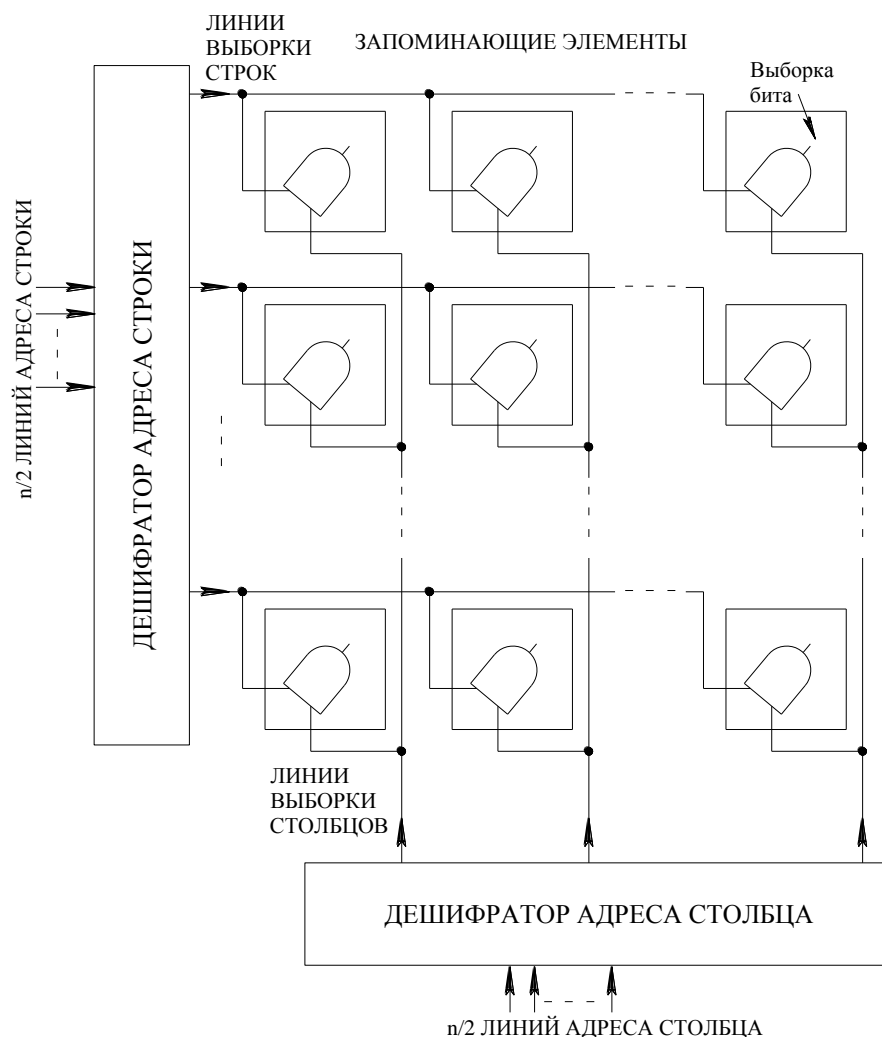 ЛИНИИ
ВЫБОРКИ
СТРОК
ЗАПОМИНАЮЩИЕ ЭЛЕМЕНТЫ
Выборка
бита
n/2 ЛИНИЙ АДРЕСА СТРОКИ
ДЕШИФРАТОР АДРЕСА СТРОКИ
ЛИНИИ
ВЫБОРКИ
СТОЛБЦОВ
ДЕШИФРАТОР АДРЕСА СТОЛБЦА
n/2 ЛИНИЙ АДРЕСА СТОЛБЦА